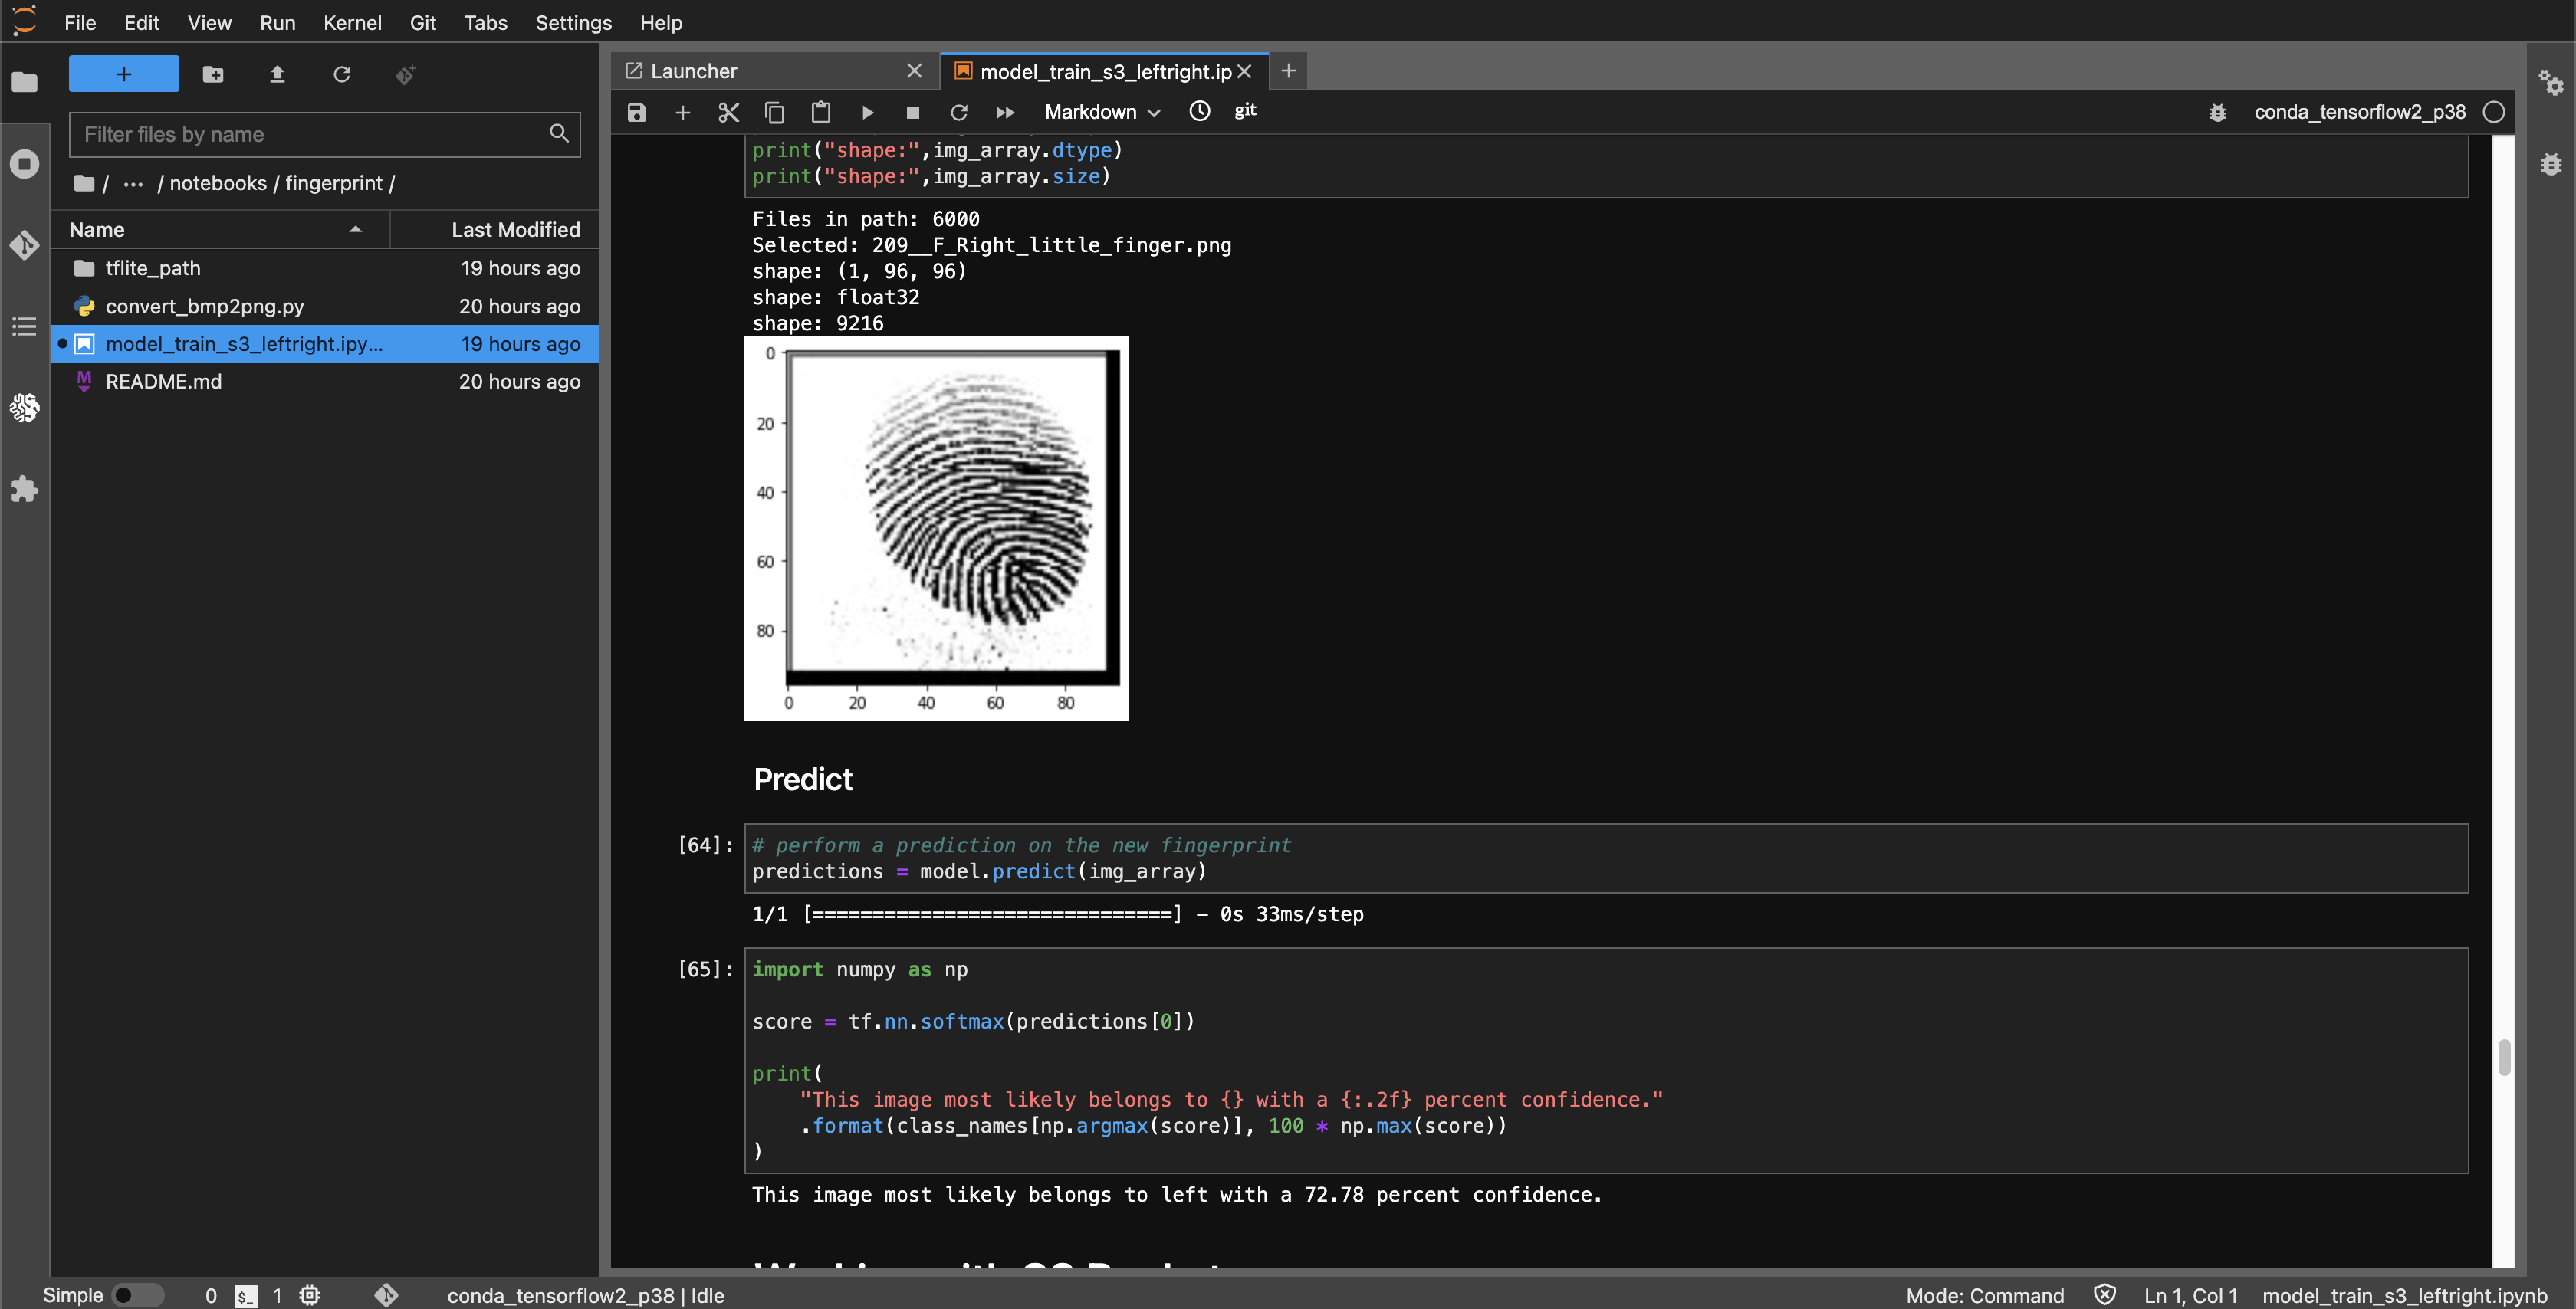 File Edit View Run Kernel Git Tabs Settings Help
+
Filter files by name
/ ··· / notebooks / fingerprint /
Name Last Modified
tflite_path 19 hours ago
convert_bmp2png.py 20 hours ago
model_train_s3_leftright.ipy... 19 hours ago
README.md 20 hours ago
Launcher
model_train_s3_leftright.ip
Markdown
git
conda_tensorflow2_p38
print("shape:",img_array.dtype)
print("shape:",img_array.size)
Files in path: 6000
Selected: 209__F_Right_little_finger.png
shape: (1, 96, 96)
shape: float32
shape: 9216
0
20
40
60
80
0 20 40 60 80
Predict
[64]: # perform a prediction on the new fingerprint
predictions = model.predict(img_array)
1/1 [==============================] - 0s 33ms/step
[65]: import numpy as np
score = tf.nn.softmax(predictions[0])
print(
"This image most likely belongs to {} with a {:.2f} percent confidence."
.format(class_names[np.argmax(score)], 100 * np.max(score))
)
This image most likely belongs to left with a 72.78 percent confidence.
Simple 0 $_ 1 conda_tensorflow2_p38 | Idle Mode: Command Ln 1, Col 1 model_train_s3_leftright.ipynb